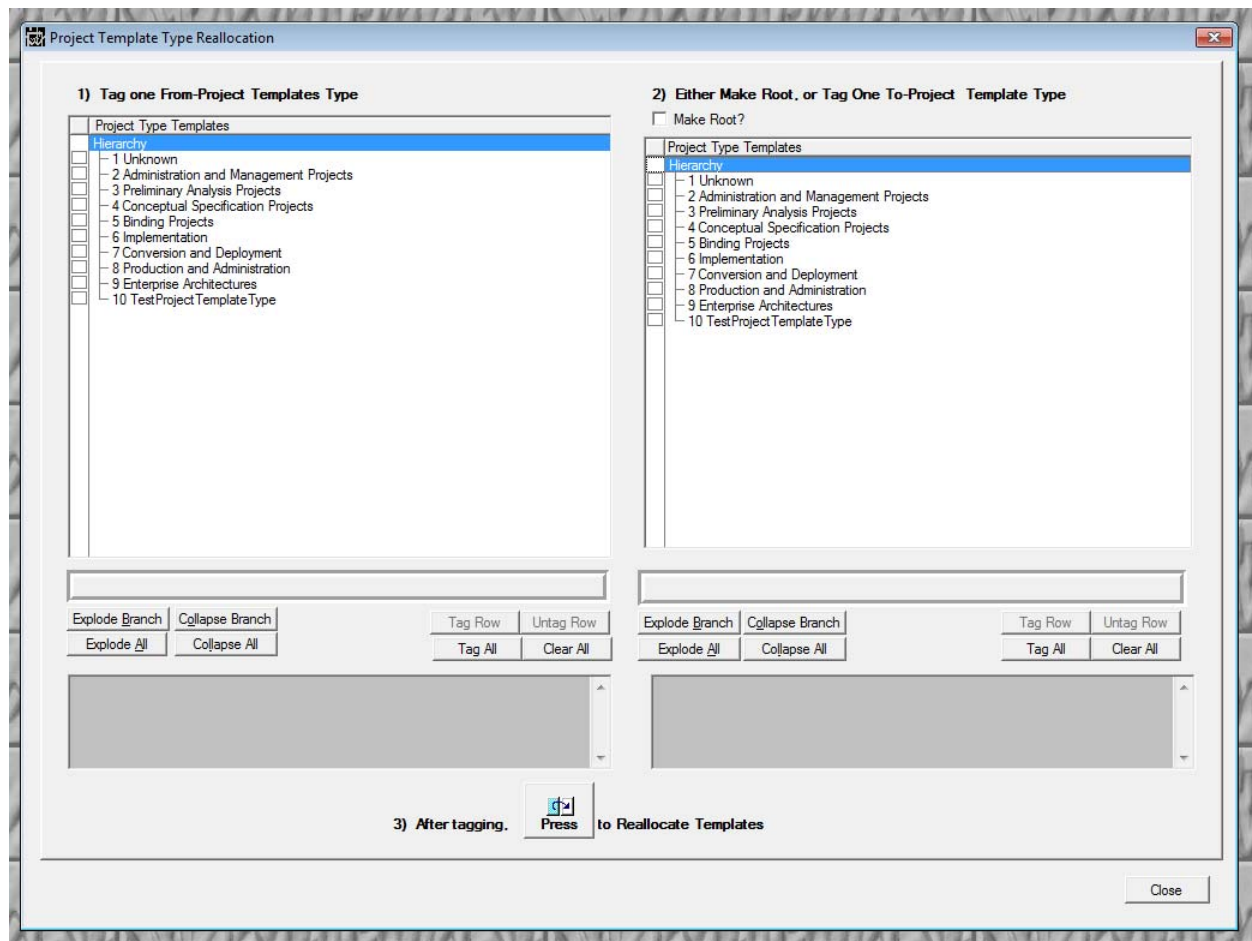 Project Template Type Reallocation
1) Tag one From-Project Templates Type
Project Type Templates
Hierarchy
1 Unknown
2 Administration and Management Projects
3 Preliminary Analysis Projects
4 Conceptual Specification Projects
5 Binding Projects
6 Implementation
7 Conversion and Deployment
8 Production and Administration
9 Enterprise Architectures
10 TestProjectTemplateType
Explode Branch Collapse Branch Tag Row Untag Row
Explode All Collapse All Tag All Clear All
2) Either Make Root, or Tag One To-Project Template Type
Make Root?
Project Type Templates
Hierarchy
1 Unknown
2 Administration and Management Projects
3 Preliminary Analysis Projects
4 Conceptual Specification Projects
5 Binding Projects
6 Implementation
7 Conversion and Deployment
8 Production and Administration
9 Enterprise Architectures
10 TestProjectTemplateType
Explode Branch Collapse Branch Tag Row Untag Row
Explode All Collapse All Tag All Clear All
3) After tagging, Press to Reallocate Templates
Close